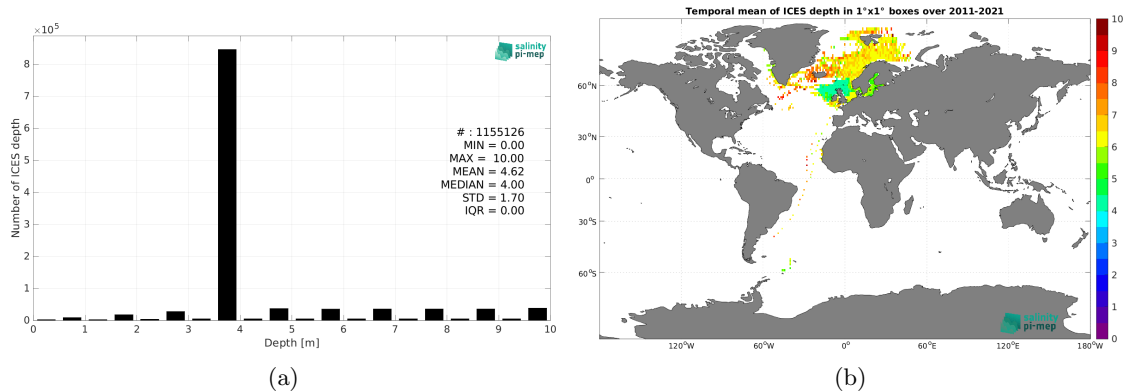 ×10⁵
8
7
6
5
4
3
2
1
0
Number of ICES depth
salinity
pi-mep
# : 1155126
MIN = 0.00
MAX = 10.00
MEAN = 4.62
MEDIAN = 4.00
STD = 1.70
IQR = 0.00
0 1 2 3 4 5 6 7 8 9 10
Depth [m]
(a)
Temporal mean of ICES depth in 1°x1° boxes over 2011-2021
60°N
30°N
0°
30°S
60°S
120°W 60°W 0° 60°E 120°E 180°W
salinity
pi-mep
10
9
8
7
6
5
4
3
2
1
0
(b)